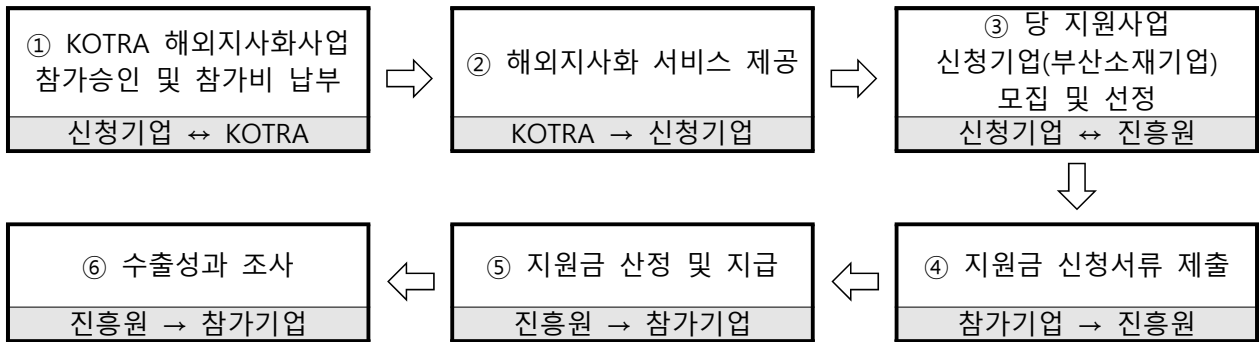 ① KOTRA 해외지사화사업
참가승인 및 참가비 납부
신청기업 ↔ KOTRA
② 해외지사화 서비스 제공
KOTRA → 신청기업
③ 당 지원사업
신청기업(부산소재기업)
모집 및 선정
신청기업 ↔ 진흥원
④ 지원금 신청서류 제출
참가기업 → 진흥원
⑤ 지원금 산정 및 지급
진흥원 → 참가기업
⑥ 수출성과 조사
진흥원 → 참가기업